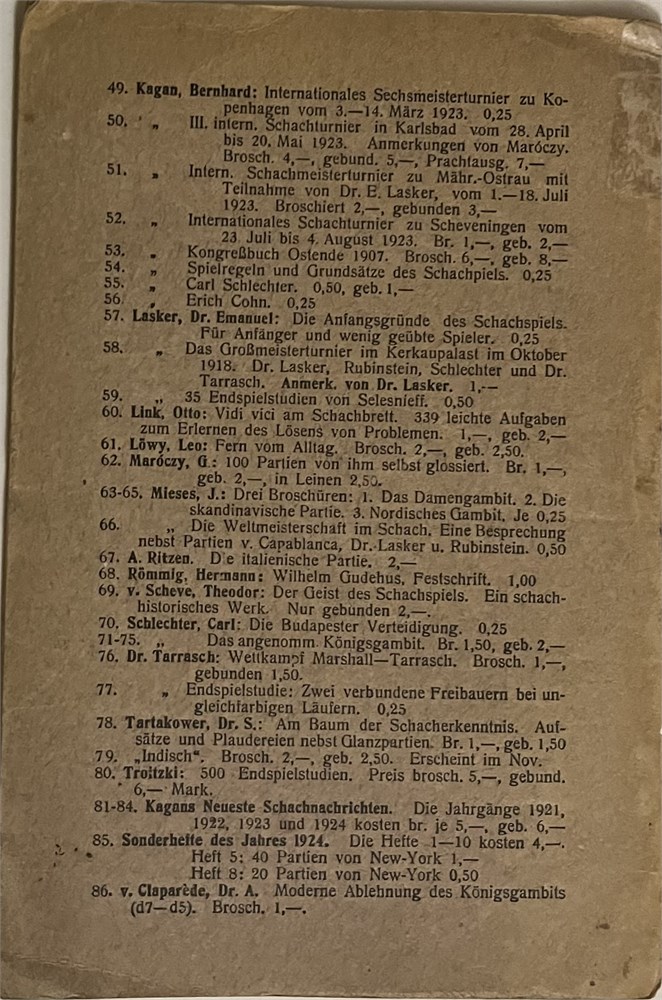 49. Kagan, Bernhard: Internationales Sechsmeisterturnier zu Ko-
penhagen vom 3.—14. März 1923. 0,25
50. „ III. intern. Schachturnier in Karlsbad vom 28. April
bis 20. Mai 1923. Anmerkungen von Maróczy.
Brosch. 4,—, gebund. 5,—, Prachtausg. 7,—
51. „ Intern. Schachmeisterturnier zu Mähr.-Ostrau mit
Teilnahme von Dr. E. Lasker, vom 1.—18. Juli
1923. Broschiert 2,—, gebunden 3,—
52. „ Internationales Schachturnier zu Scheveningen vom
23. Juli bis 4. August 1923. Br. 1,—, geb. 2,—
53. „ Kongreßbuch Ostende 1907. Brosch. 6,—, geb. 8,—
54. „ Spielregeln und Grundsätze des Schachpiels. 0,25
55. „ Carl Schlechter. 0,50, geb. 1,—
56. „ Erich Cohn. 0,25
57. Lasker, Dr. Emanuel: Die Anfangsgründe des Schachspiels.
Für Anfänger und wenig geübte Spieler. 0,25
58. „ Das Großmeisterturnier im Kerkaupalast im Oktober
1918. Dr. Lasker, Rubinstein, Schlechter und Dr.
Tarrasch. Anmerk. von Dr. Lasker. 1,—
59. „ 35 Endspielstudien von Selesnieff. 0,50
60. Link, Otto: Vidi vici am Schachbrett. 339 leichte Aufgaben
zum Erlernen des Lösens von Problemen. 1,—, geb. 2,—
61. Löwy, Leo: Fern vom Alltag. Brosch. 2,—, geb. 2,50.
62. Maróczy, G.: 100 Partien von ihm selbst glossiert. Br. 1,—,
geb. 2,—, in Leinen 2,50.
63-65. Mieses, J.: Drei Broschüren: 1. Das Damengambit. 2. Die
skandinavische Partie. 3. Nordisches Gambit. Je 0,25
66. „ Die Weltmeisterschaft im Schach. Eine Besprechung
nebst Partien v. Capablanca, Dr. Lasker u. Rubinstein. 0,50
67. A. Ritzen. Die italienische Partie. 2,—
68. Römmig, Hermann: Wilhelm Gudehus, Festschrift. 1,00
69. v. Scheve, Theodor: Der Geist des Schachspiels. Ein schach-
historisches Werk. Nur gebunden 2,—.
70. Schlechter, Carl: Die Budapester Verteidigung. 0,25
71-75. „ Das angenomm. Königsgambit. Br. 1,50, geb. 2,—
76. Dr. Tarrasch: Wettkampf Marshall—Tarrasch. Brosch. 1,—,
gebunden 1,50.
77. „ Endspielstudie: Zwei verbundene Freibauern bei un-
gleichfarbigen Läufern. 0,25
78. Tartakower, Dr. S.: Am Baum der Schacherkenntnis. Auf-
sätze und Plaudereien nebst Glanzpartien. Br. 1,—, geb. 1,50
79. „Indisch“. Brosch. 2,—, geb. 2,50. Erscheint im Nov.
80. Troitzki: 500 Endspielstudien. Preis brosch. 5,—, gebund.
6,— Mark.
81-84. Kagans Neueste Schachnachrichten. Die Jahrgänge 1921,
1922, 1923 und 1924 kosten br. je 5,—, geb. 6,—
85. Sonderhefte des Jahres 1924. Die Hefte 1—10 kosten 4,—.
Heft 5: 40 Partien von New-York 1,—
Heft 8: 20 Partien von New-York 0,50
86. v. Claparède, Dr. A. Moderne Ablehnung des Königsgambits
(d7—d5). Brosch. 1,—.